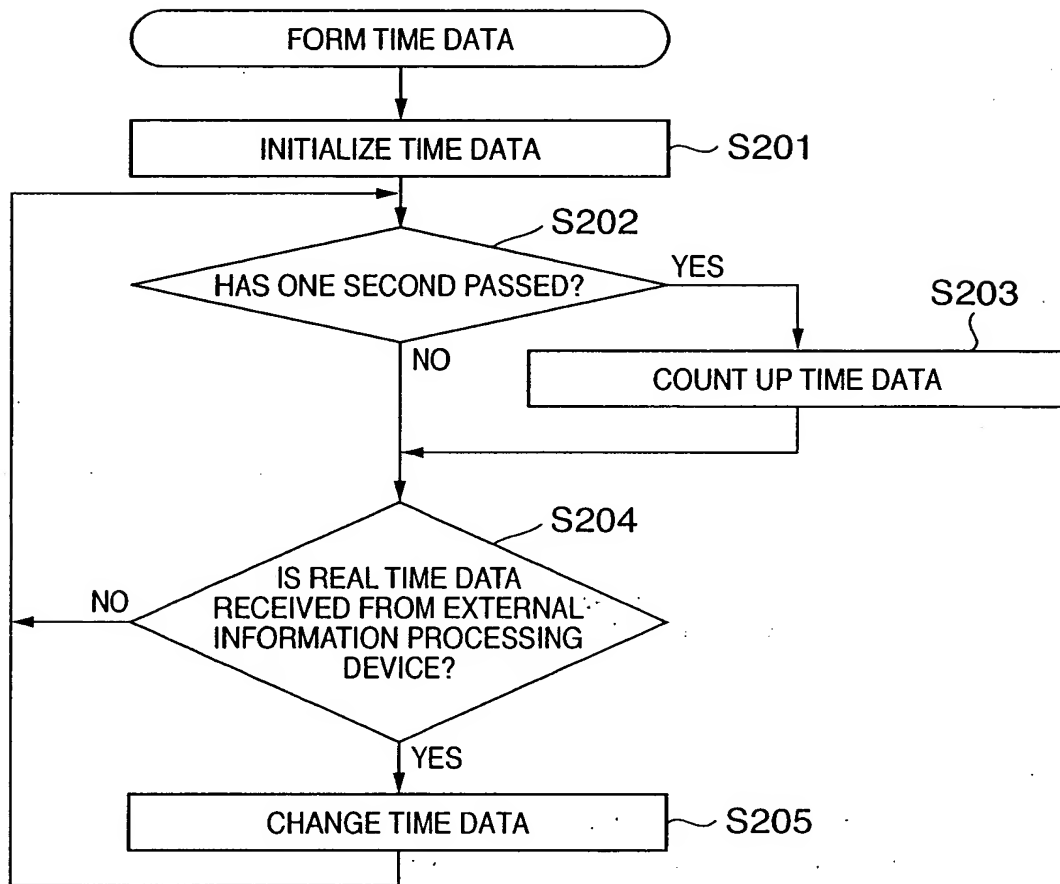 FORM TIME DATA
INITIALIZE TIME DATA
S201
S202
HAS ONE SECOND PASSED?
YES
S203
NO
COUNT UP TIME DATA
S204
IS REAL TIME DATA
NO
RECEIVED FROM EXTERNAL
INFORMATION PROCESSING
DEVICE?
YES
CHANGE TIME DATA
S205